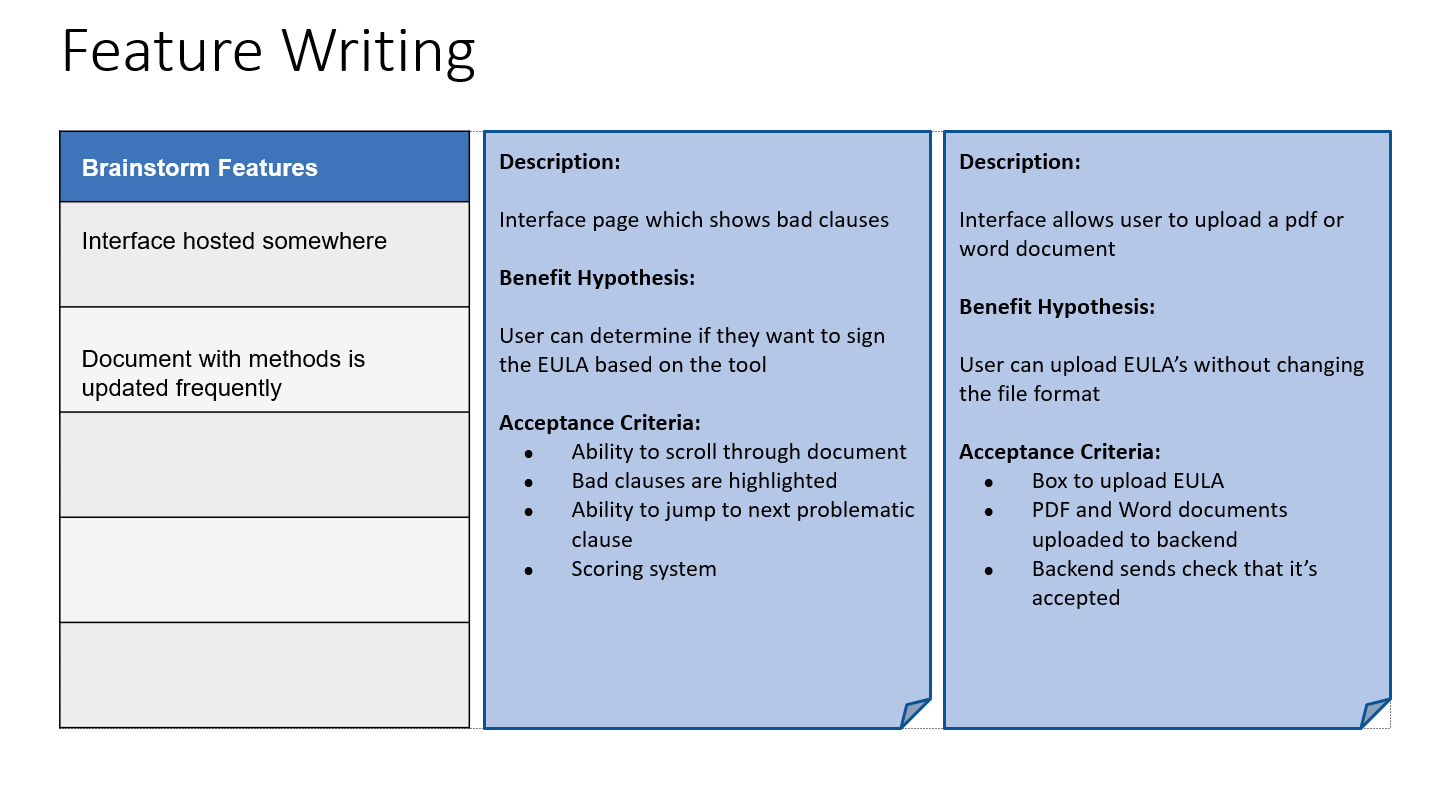 Feature Writing
Brainstorm Features
Interface hosted somewhere
Document with methods is
updated frequently
Description:
Interface page which shows bad clauses
Benefit Hypothesis:
User can determine if they want to sign
the EULA based on the tool
Acceptance Criteria:
● Ability to scroll through document
● Bad clauses are highlighted
● Ability to jump to next problematic
clause
● Scoring system
Description:
Interface allows user to upload a pdf or
word document
Benefit Hypothesis:
User can upload EULA’s without changing
the file format
Acceptance Criteria:
● Box to upload EULA
● PDF and Word documents
uploaded to backend
● Backend sends check that it’s
accepted